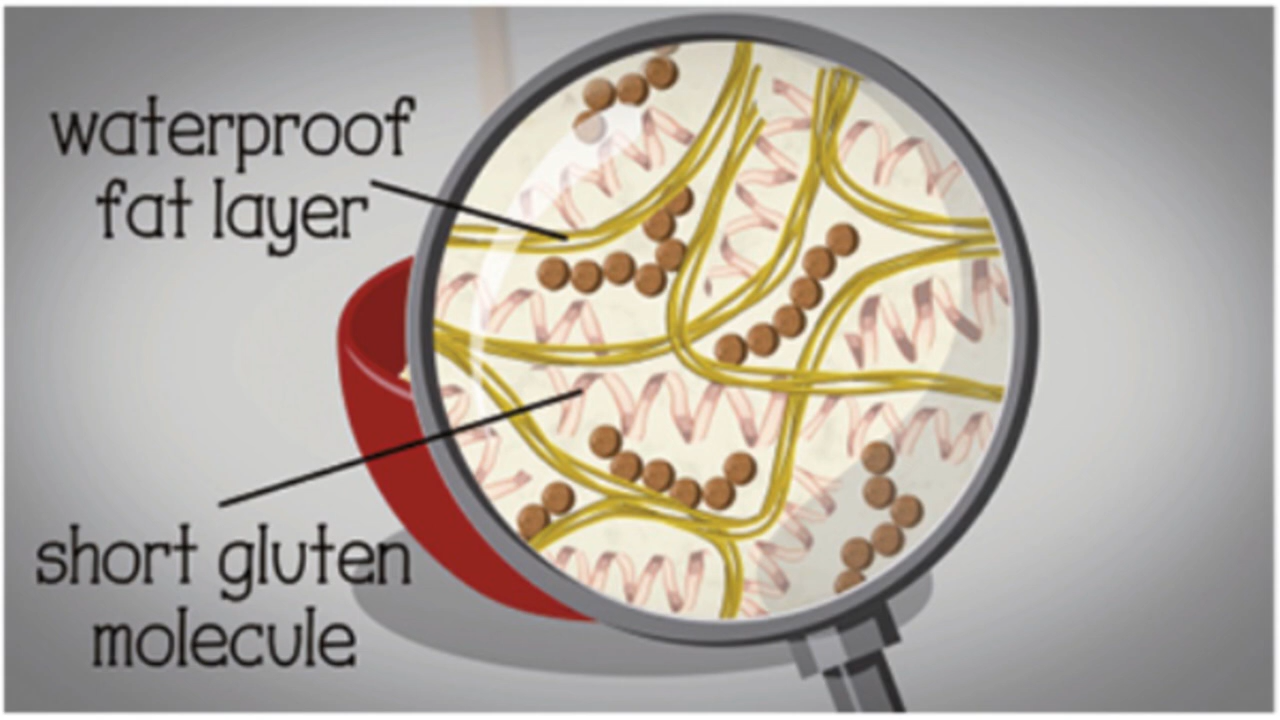 waterproof
fat layer
short gluten
molecule